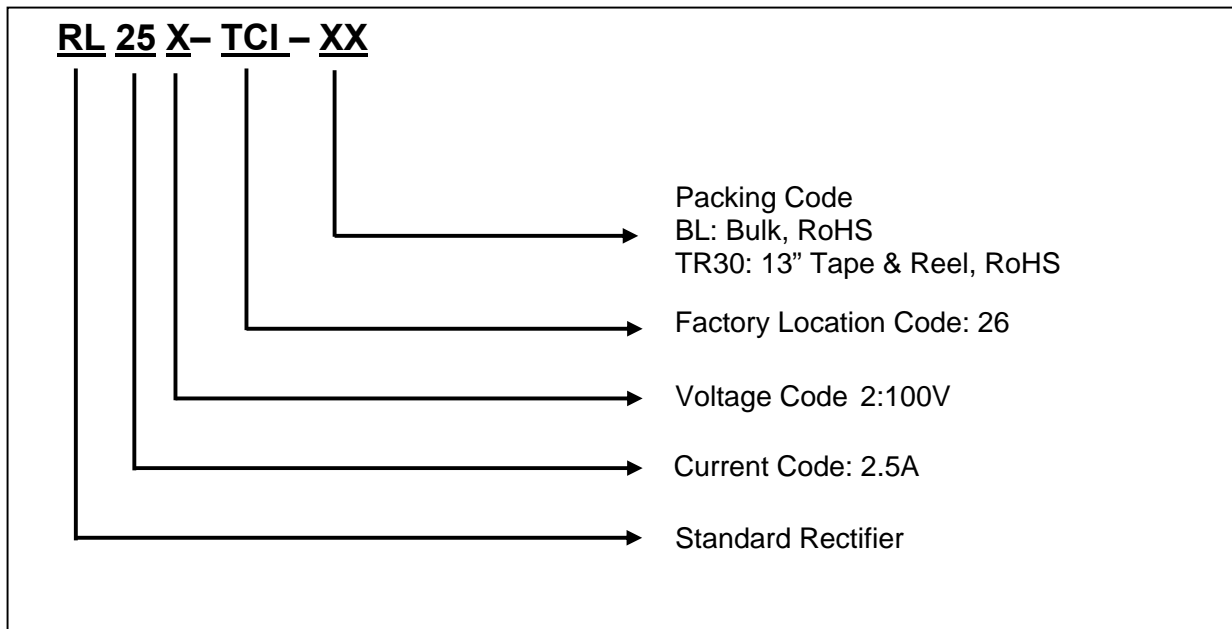 RL 25 X– TCI – XX
Packing Code
BL: Bulk, RoHS
TR30: 13” Tape & Reel, RoHS
Factory Location Code: 26
Voltage Code 2:100V
Current Code: 2.5A
Standard Rectifier